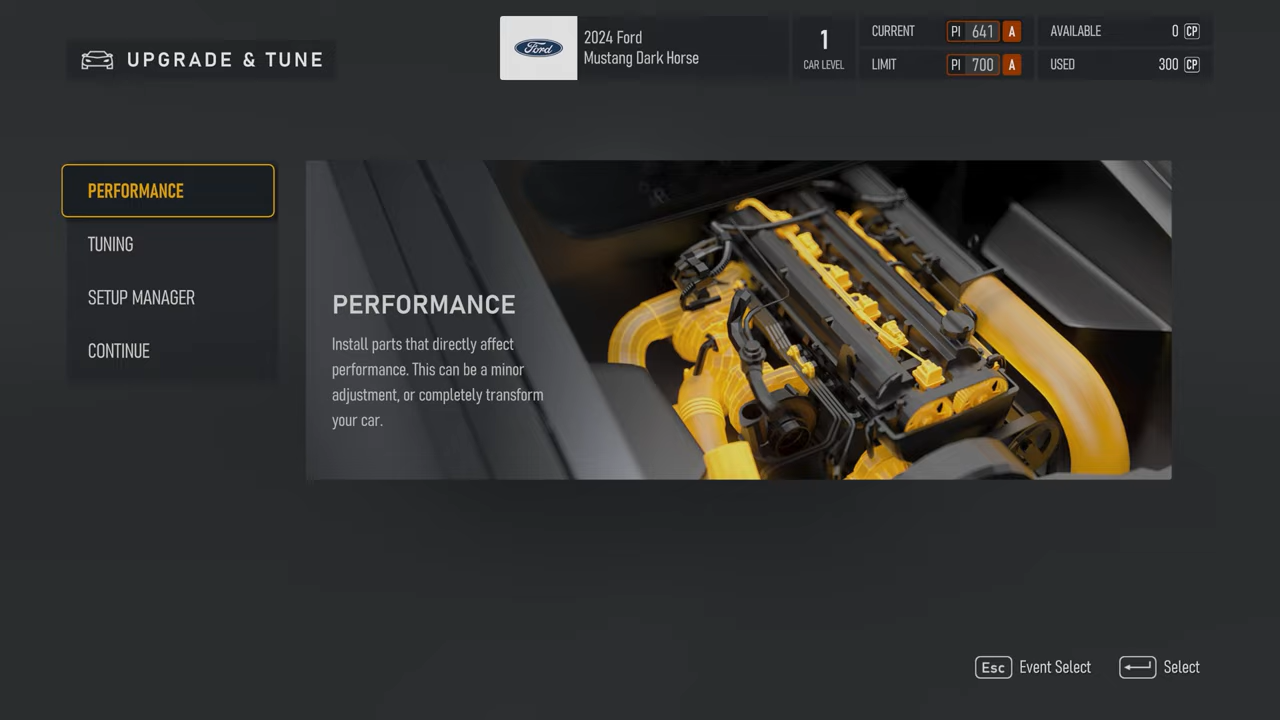 UPGRADE & TUNE
Ford
2024 Ford
Mustang Dark Horse
1
CAR LEVEL
CURRENT PI 641 A
LIMIT PI 700 A
AVAILABLE 0 CP
USED 300 CP
PERFORMANCE
TUNING
SETUP MANAGER
CONTINUE
PERFORMANCE
Install parts that directly affect
performance. This can be a minor
adjustment, or completely transform
your car.
Esc Event Select
Select